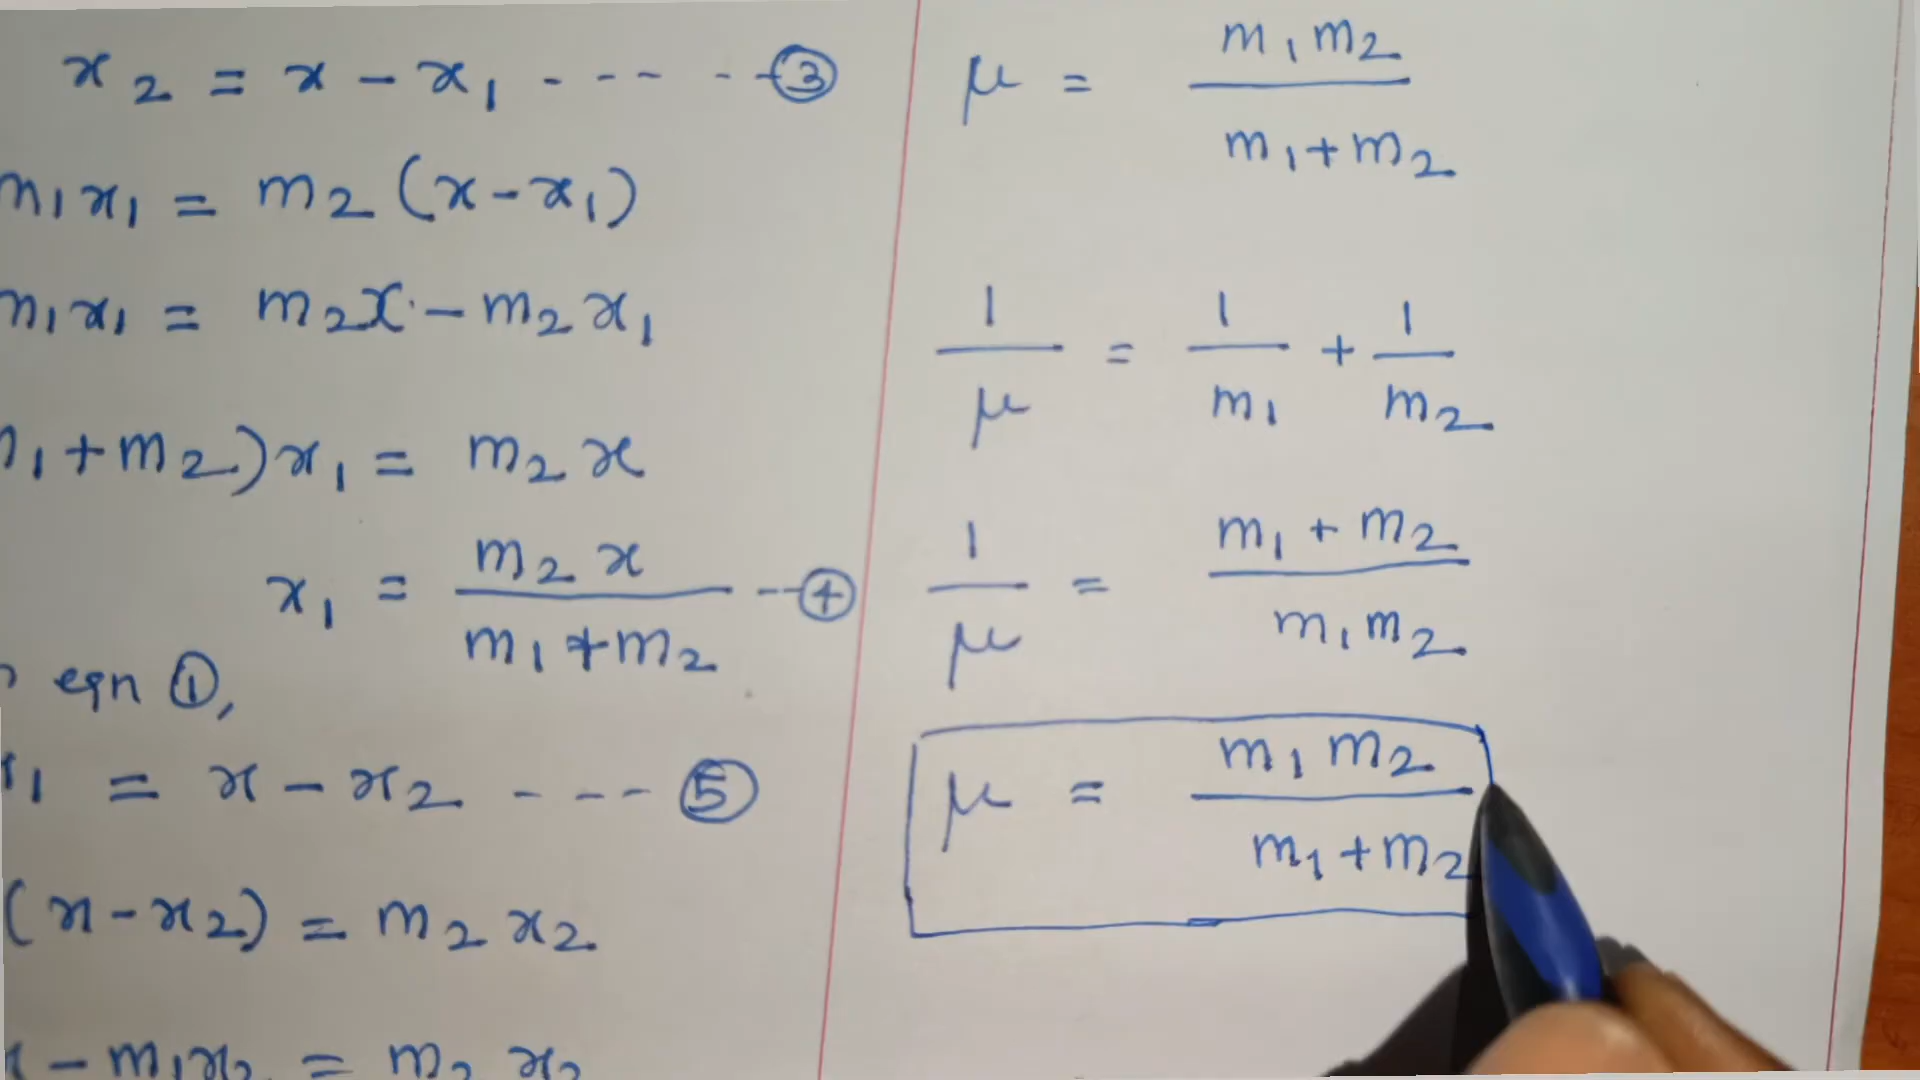 x₂ = x - x₁ - - - - - - ③
m₁x₁ = m₂(x-x₁)
m₁x₁ = m₂x - m₂x₁
m₁+m₂)x₁ = m₂x
x₁ = m₂x / m₁+m₂ --④
eqn ①,
x₁ = x - x₂ - - - - ⑤
(x-x₂) = m₂x₂
x - m₁x₂ = m₂x₂
μ = m₁m₂ / m₁+m₂
1/μ = 1/m₁ + 1/m₂
1/μ = m₁+m₂ / m₁m₂
μ = m₁m₂ / m₁+m₂